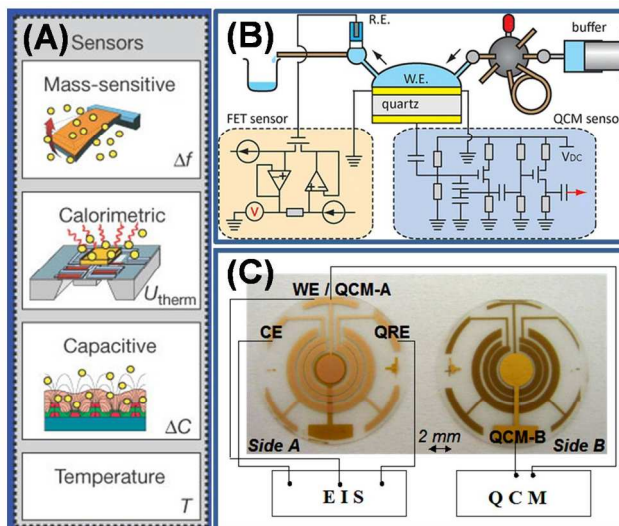 (A)
Sensors
Mass-sensitive
Δf
Calorimetric
Utherm
Capacitive
ΔC
Temperature
T
(B)
R.E.
buffer
W.E.
quartz
FET sensor
QCM sensor
VDC
V
(C)
WE / QCM-A
CE
QRE
Side A
2 mm
QCM-B
Side B
E I S
Q C M